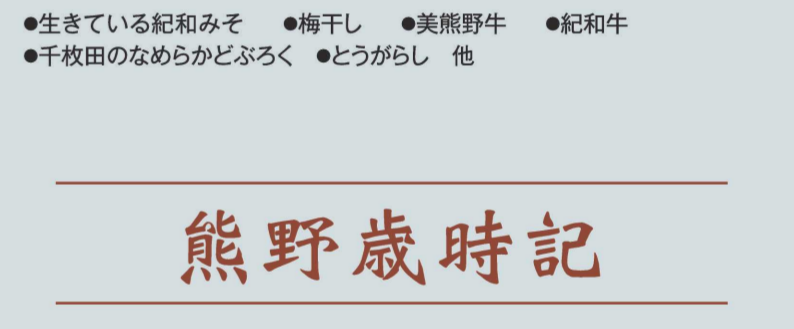 ●生きている紀和みそ　●梅干し　●美熊野牛　●紀和牛
●千枚田のなめらかどぶろく　●とうがらし　他
熊野歳時記